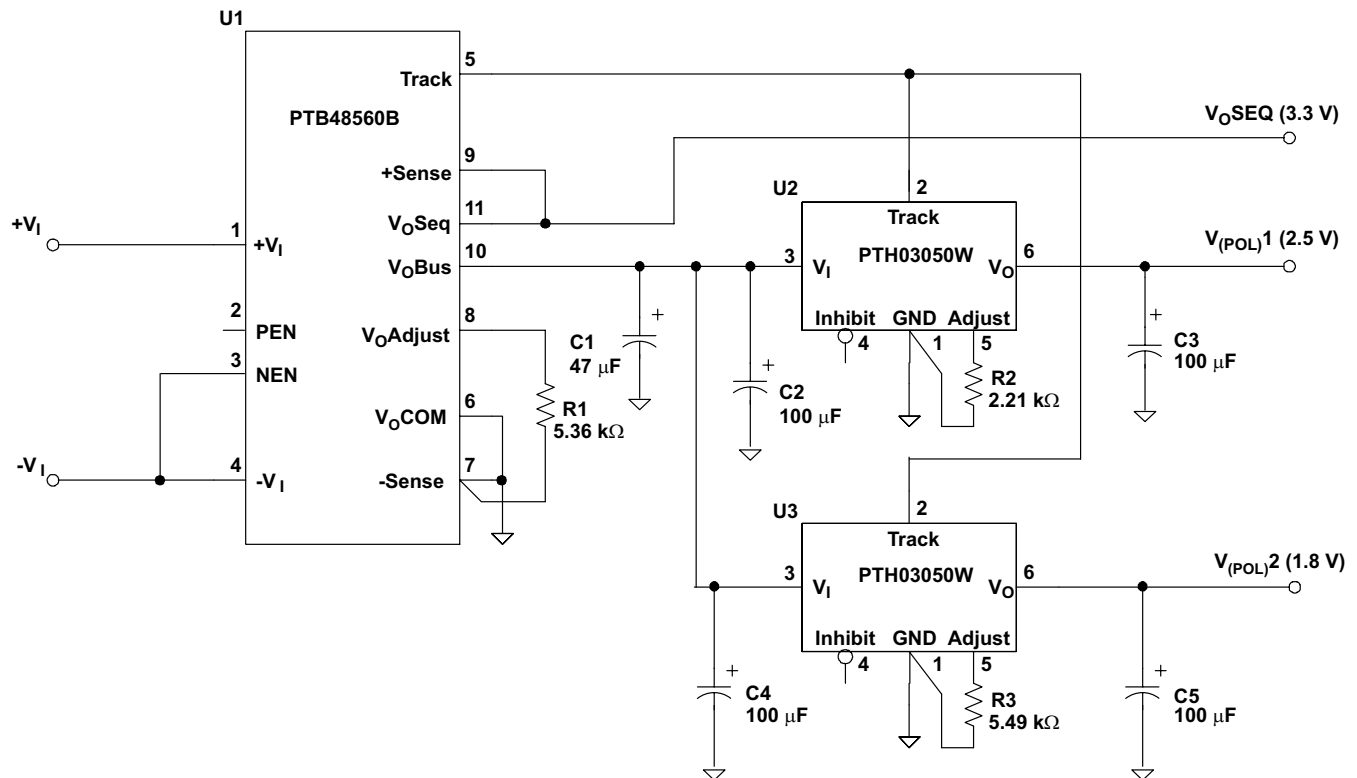 U1
5
Track
PTB48560B
9
+Sense
11
VOSeq
10
VOBus
+VI
1
+VI
2
PEN
3
NEN
8
VOAdjust
6
VOCOM
-VI
4
-VI
7
-Sense
R1
5.36 kΩ
C1
47 μF
+
C2
100 μF
+
VOSEQ (3.3 V)
U2
2
Track
PTH03050W
3
VI
VO
6
V(POL)1 (2.5 V)
Inhibit
GND
Adjust
4
1
5
R2
2.21 kΩ
C3
100 μF
+
U3
2
Track
PTH03050W
3
VI
VO
6
V(POL)2 (1.8 V)
Inhibit
GND
Adjust
4
1
5
R3
5.49 kΩ
C4
100 μF
+
C5
100 μF
+